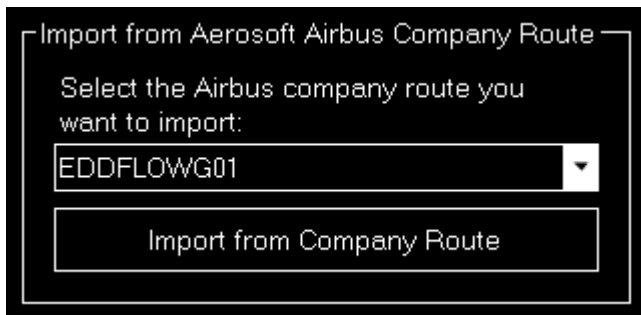 Import from Aerosoft Airbus Company Route
Select the Airbus company route you
want to import:
EDDFLOWG01
Import from Company Route